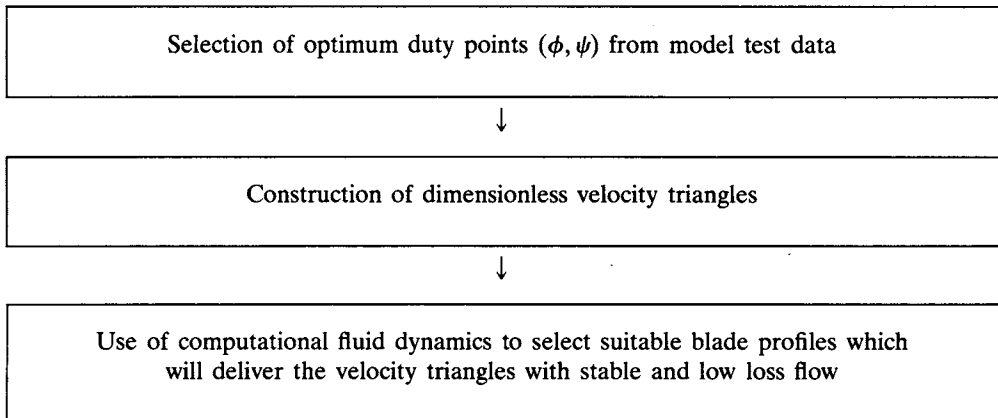 Selection of optimum duty points (ϕ, ψ) from model test data
↓
Construction of dimensionless velocity triangles
↓
Use of computational fluid dynamics to select suitable blade profiles which
will deliver the velocity triangles with stable and low loss flow